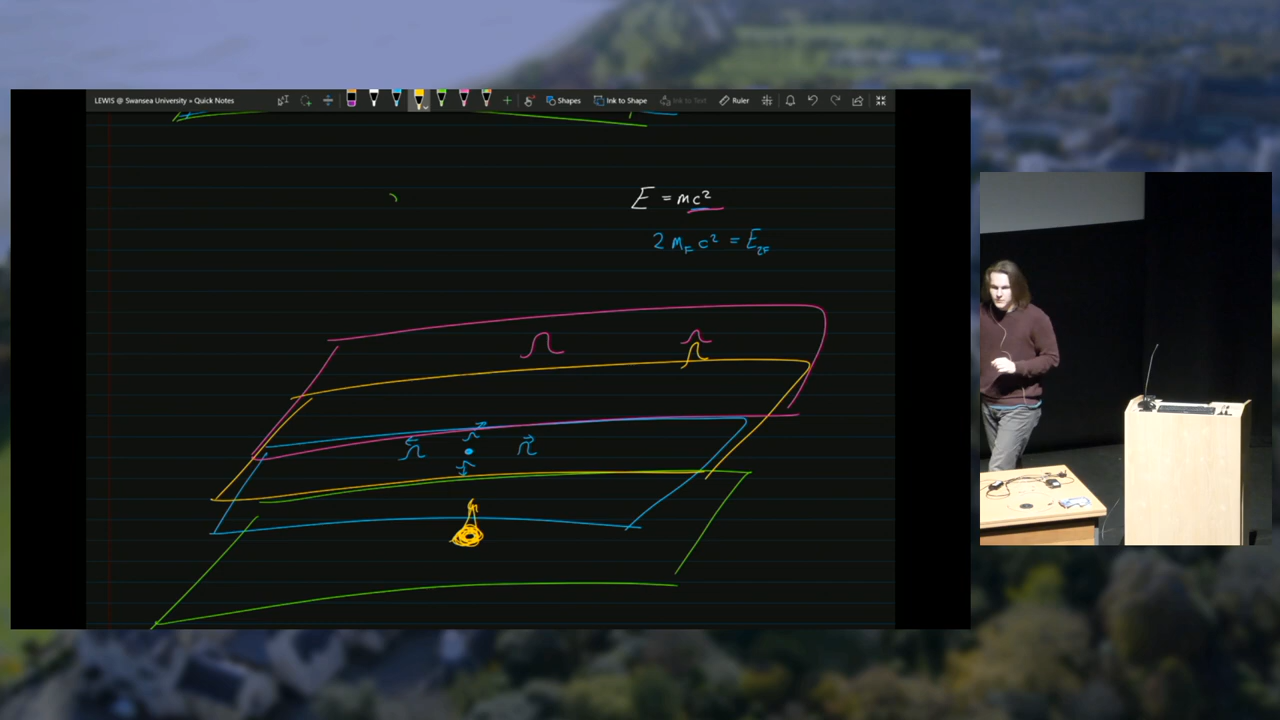 LEWIS @ Swansea University » Quick Notes
Shapes
Ink to Shape
Ink to Text
Ruler
E = mc²
2 m_F c² = E_2F